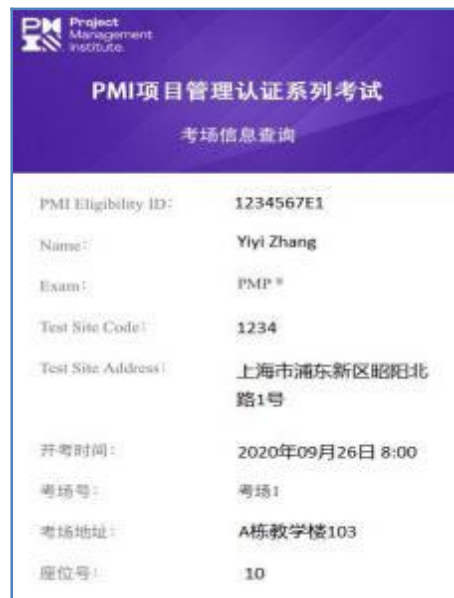 Project
Management
Institute.
PMI项目管理认证系列考试
考场信息查询
PMI Eligibility ID: 1234567E1
Name: Yiyi Zhang
Exam: PMP ®
Test Site Code: 1234
Test Site Address: 上海市浦东新区昭阳北
路1号
开考时间: 2020年09月26日 8:00
考场号: 考场1
考场地址: A栋教学楼103
座位号: 10